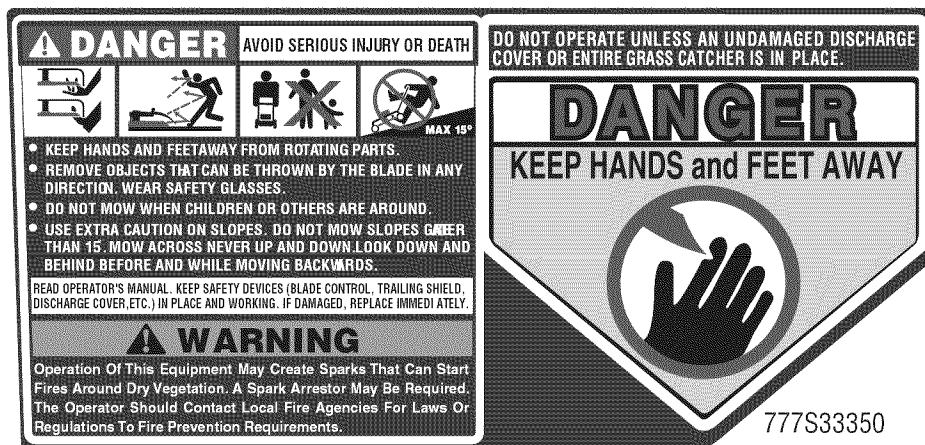 DANGER
AVOID SERIOUS INJURY OR DEATH
MAX 15°
• KEEP HANDS AND FEETAWAY FROM ROTATING PARTS.
• REMOVE OBJECTS THAT CAN BE THROWN BY THE BLADE IN ANY
DIRECTION. WEAR SAFETY GLASSES.
• DO NOT MOW WHEN CHILDREN OR OTHERS ARE AROUND.
• USE EXTRA CAUTION ON SLOPES. DO NOT MOW SLOPES
THAN 15. MOW ACROSS NEVER UP AND DOWN.LOOK DOWN AND
BEHIND BEFORE AND WHILE MOVING BACKWARDS.
READ OPERATOR'S MANUAL. KEEP SAFETY DEVICES (BLADE CONTROL, TRAILING SHIELD,
DISCHARGE COVER,ETC.) IN PLACE AND WORKING. IF DAMAGED, REPLACE IMMEDI ATELY.
WARNING
Operation Of This Equipment May Create Sparks That Can Start
Fires Around Dry Vegetation. A Spark Arrestor May Be Required.
The Operator Should Contact Local Fire Agencies For Laws Or
Regulations To Fire Prevention Requirements.
DO NOT OPERATE UNLESS AN UNDAMAGED DISCHARGE
COVER OR ENTIRE GRASS CATCHER IS IN PLACE.
DANGER
KEEP HANDS and FEET AWAY
777S33350